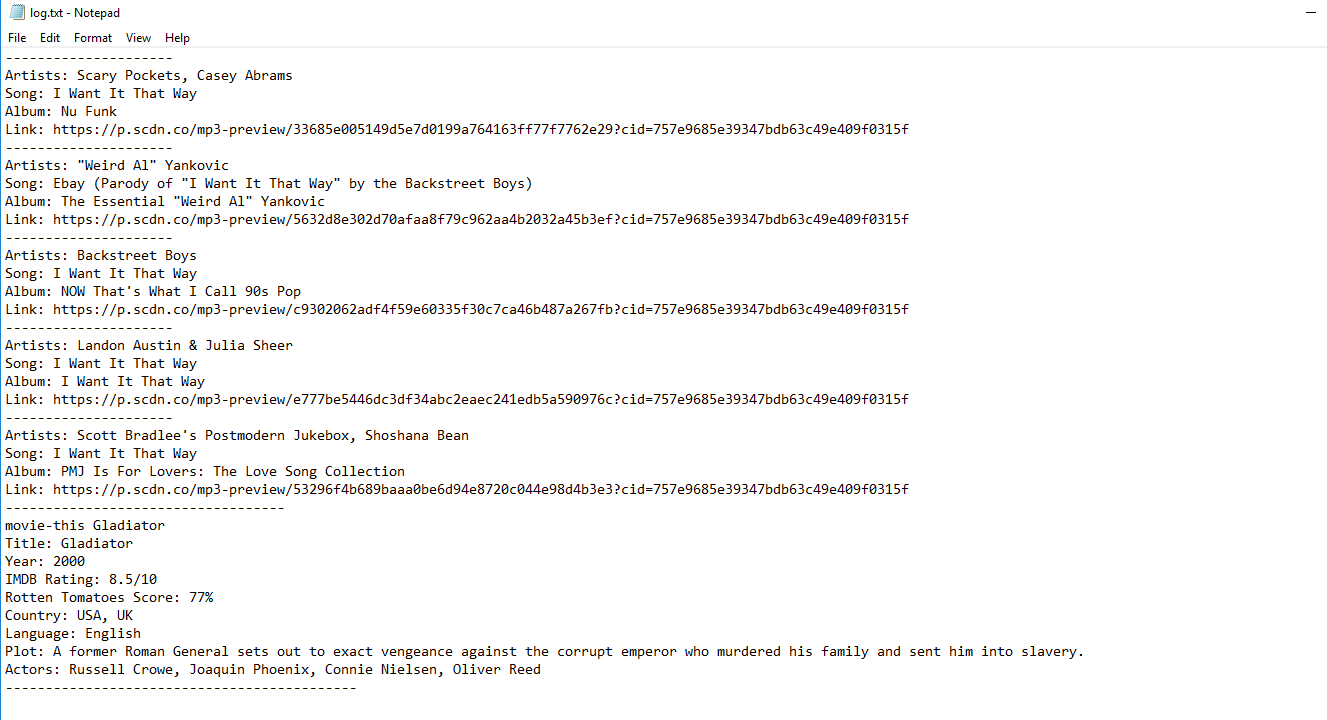 log.txt - Notepad
File Edit Format View Help
---------------------
Artists: Scary Pockets, Casey Abrams
Song: I Want It That Way
Album: Nu Funk
Link: https://p.scdn.co/mp3-preview/33685e005149d5e7d0199a764163ff77f7762e29?cid=757e9685e39347bdb63c49e409f0315f
---------------------
Artists: "Weird Al" Yankovic
Song: Ebay (Parody of "I Want It That Way" by the Backstreet Boys)
Album: The Essential "Weird Al" Yankovic
Link: https://p.scdn.co/mp3-preview/5632d8e302d70afaa8f79c962aa4b2032a45b3ef?cid=757e9685e39347bdb63c49e409f0315f
---------------------
Artists: Backstreet Boys
Song: I Want It That Way
Album: NOW That's What I Call 90s Pop
Link: https://p.scdn.co/mp3-preview/c9302062adf4f59e60335f30c7ca46b487a267fb?cid=757e9685e39347bdb63c49e409f0315f
---------------------
Artists: Landon Austin & Julia Sheer
Song: I Want It That Way
Album: I Want It That Way
Link: https://p.scdn.co/mp3-preview/e777be5446dc3df34abc2eaec241edb5a590976c?cid=757e9685e39347bdb63c49e409f0315f
---------------------
Artists: Scott Bradlee's Postmodern Jukebox, Shoshana Bean
Song: I Want It That Way
Album: PMJ Is For Lovers: The Love Song Collection
Link: https://p.scdn.co/mp3-preview/53296f4b689baaa0be6d94e8720c044e98d4b3e3?cid=757e9685e39347bdb63c49e409f0315f
-----------------------------------
movie-this Gladiator
Title: Gladiator
Year: 2000
IMDB Rating: 8.5/10
Rotten Tomatoes Score: 77%
Country: USA, UK
Language: English
Plot: A former Roman General sets out to exact vengeance against the corrupt emperor who murdered his family and sent him into slavery.
Actors: Russell Crowe, Joaquin Phoenix, Connie Nielsen, Oliver Reed
--------------------------------------------